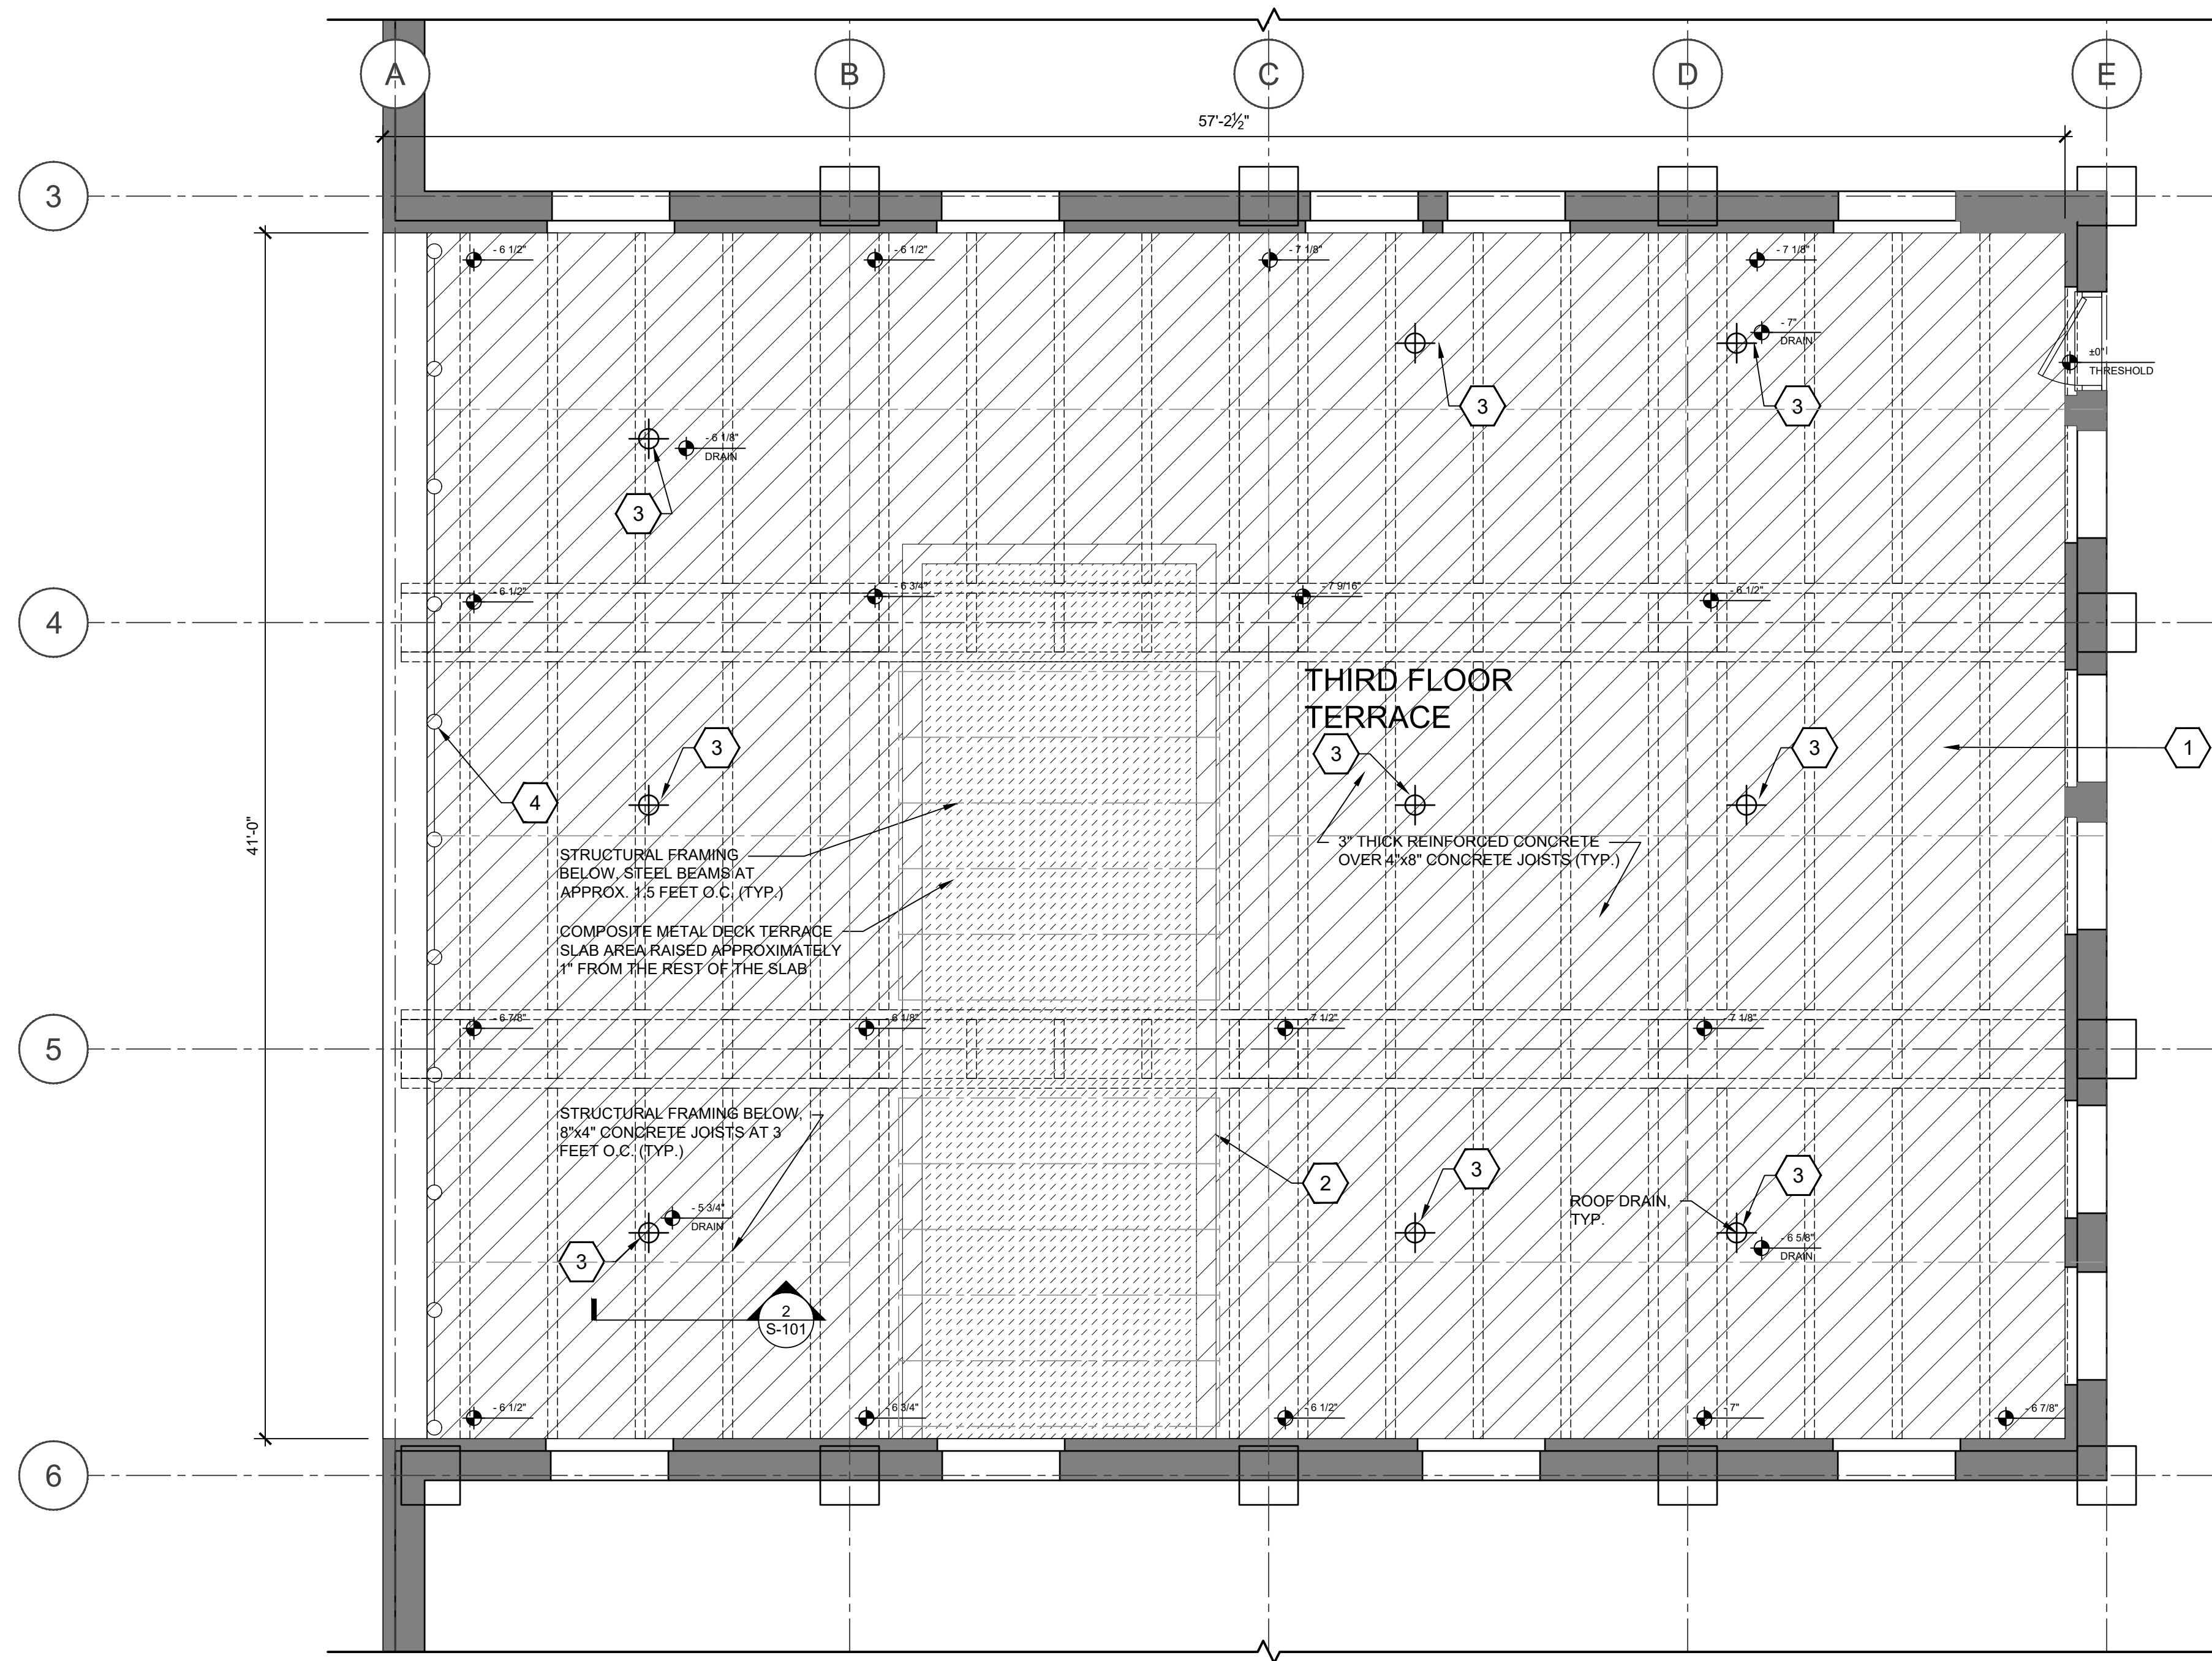 A
B
C
D
E
57'-2½"
3
- 6 1/2"
- 6 1/2"
- 7 1/8"
- 7 1/8"
- 7"
DRAIN
±0"
THRESHOLD
3
3
- 6 1/8"
DRAIN
3
4
- 6 1/2"
- 6 3/4"
- 7 9/16"
- 6 1/2"
THIRD FLOOR
TERRACE
3
3
3
1
4
41'-0"
STRUCTURAL FRAMING
BELOW, STEEL BEAMS AT
APPROX. 1.5 FEET O.C. (TYP.)
3" THICK REINFORCED CONCRETE
OVER 4"x8" CONCRETE JOISTS (TYP.)
COMPOSITE METAL DECK TERRACE
SLAB AREA RAISED APPROXIMATELY
1" FROM THE REST OF THE SLAB
5
- 6 7/8"
- 6 1/8"
- 7 1/2"
- 7 1/8"
STRUCTURAL FRAMING BELOW,
8"x4" CONCRETE JOISTS AT 3
FEET O.C. (TYP.)
2
3
3
ROOF DRAIN,
TYP.
- 5 3/4"
DRAIN
3
- 6 5/8"
DRAIN
2
S-101
- 6 1/2"
- 6 3/4"
- 6 1/2"
- 7"
- 6 7/8"
6